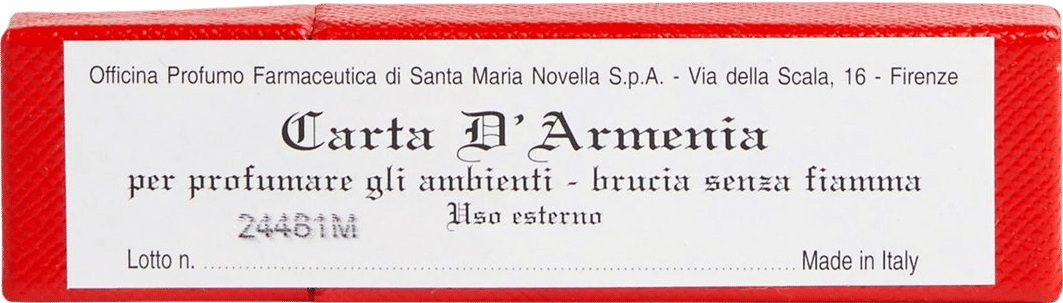 Officina Profumo Farmaceutica di Santa Maria Novella S.p.A. - Via della Scala, 16 - Firenze
Carta D'Armenia
per profumare gli ambienti - brucia senza fiamma
Uso esterno
24461M
Lotto n. ........................................................................................ Made in Italy